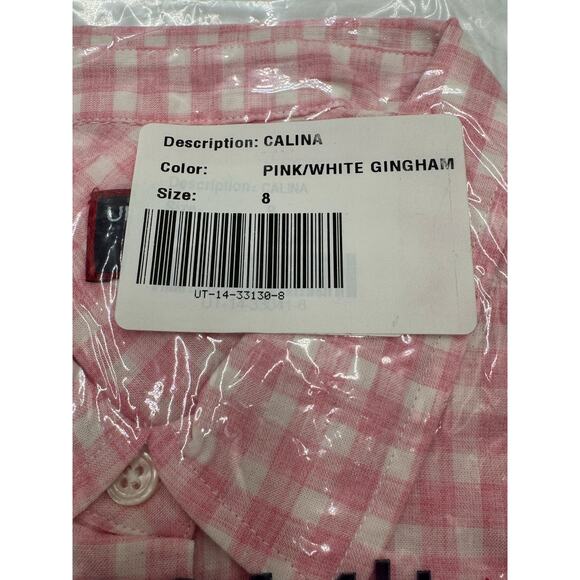 Description: CALINA
Color: PINK/WHITE GINGHAM
Size: 8
UT-14-33130-8